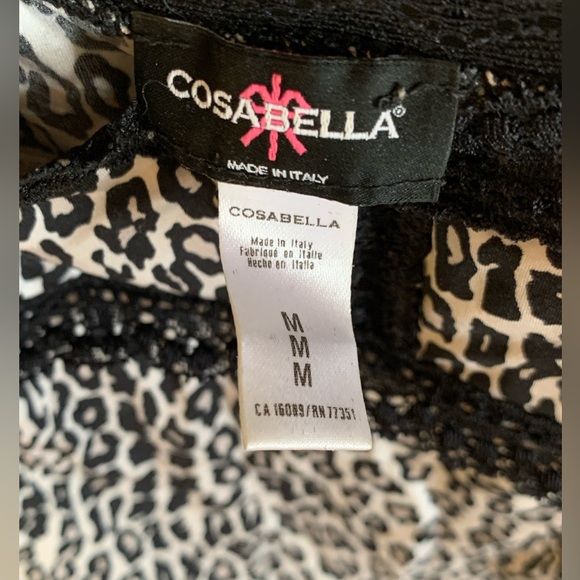 COSABELLA®
MADE IN ITALY
COSABELLA
Made in Italy
Fabriqué en Italie
Hecho en Italia
M
M
M
CA 16089/RN 77351